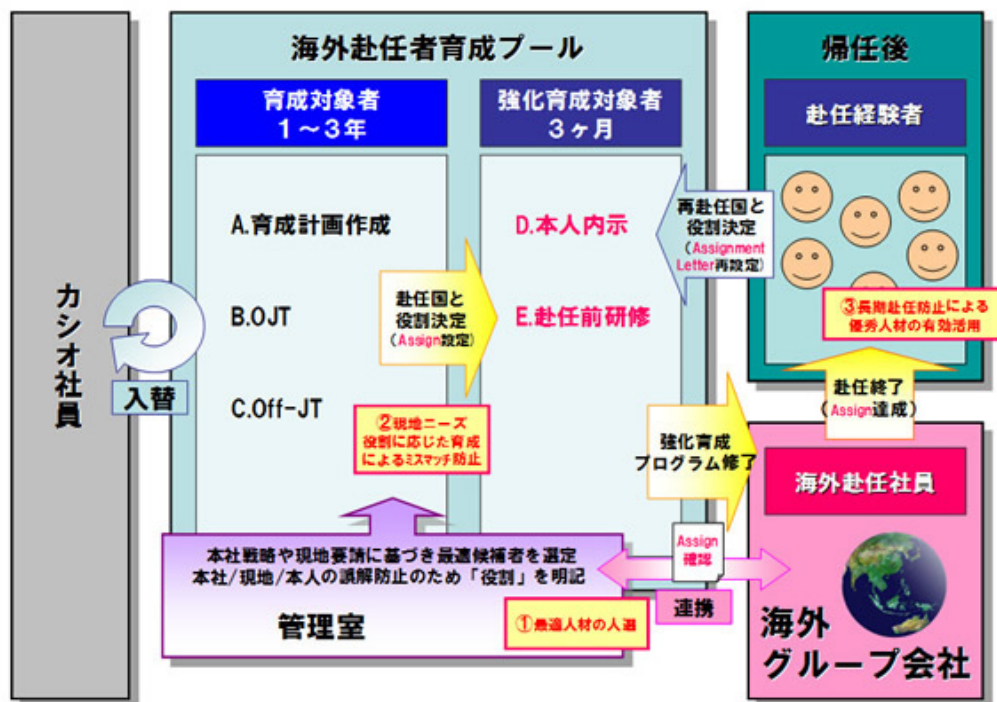 カシオ社員
入替
海外赴任者育成プール
育成対象者
1～3年
A.育成計画作成
B.OJT
C.Off-JT
赴任国と
役割決定
(Assign設定)
②現地ニーズ
役割に応じた育成
によるミスマッチ防止
強化育成対象者
3ヶ月
D.本人内示
E.赴任前研修
再赴任国と
役割決定
(Assignment
Letter再設定)
強化育成
プログラム修了
本社戦略や現地要請に基づき最適候補者を選定
本社/現地/本人の誤解防止のため「役割」を明記
管理室
①最適人材の人選
Assign
確認
連携
帰任後
赴任経験者
③長期赴任防止による
優秀人材の有効活用
赴任終了
(Assign達成)
海外赴任社員
海外
グループ会社